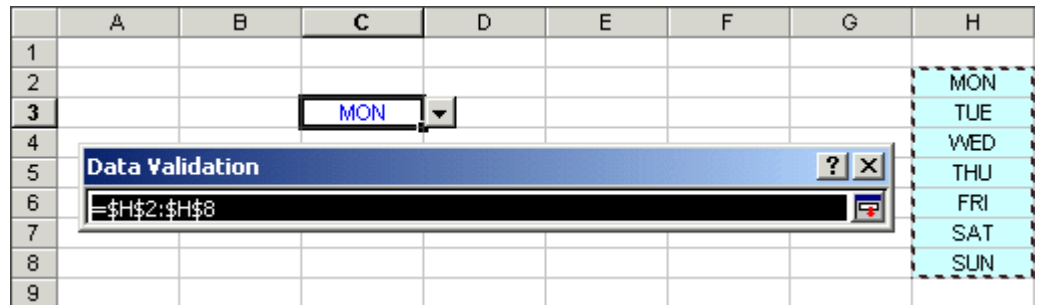 A B C D E F G H
1
2 MON
3 MON TUE
4 WED
Data Validation ?
5 THU
6 FRI
=$H$2:$H$8
7 SAT
8 SUN
9